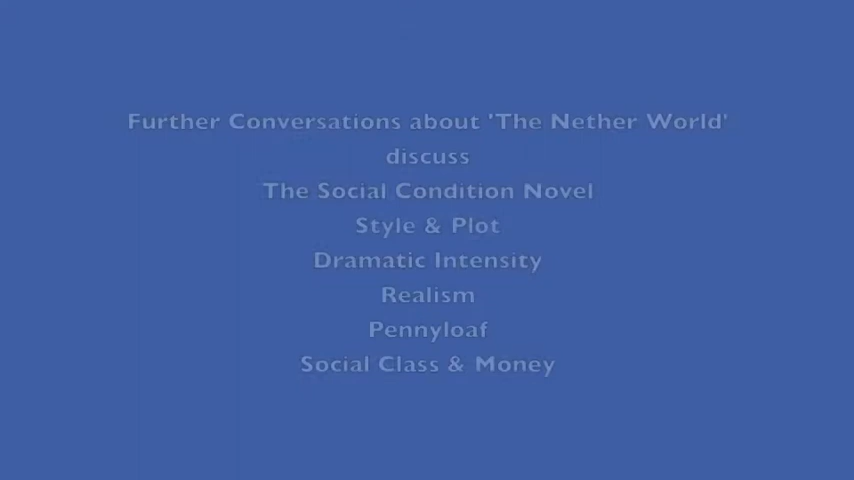 Further Conversations about 'The Nether World'
discuss
The Social Condition Novel
Style & Plot
Dramatic Intensity
Realism
Pennyloaf
Social Class & Money